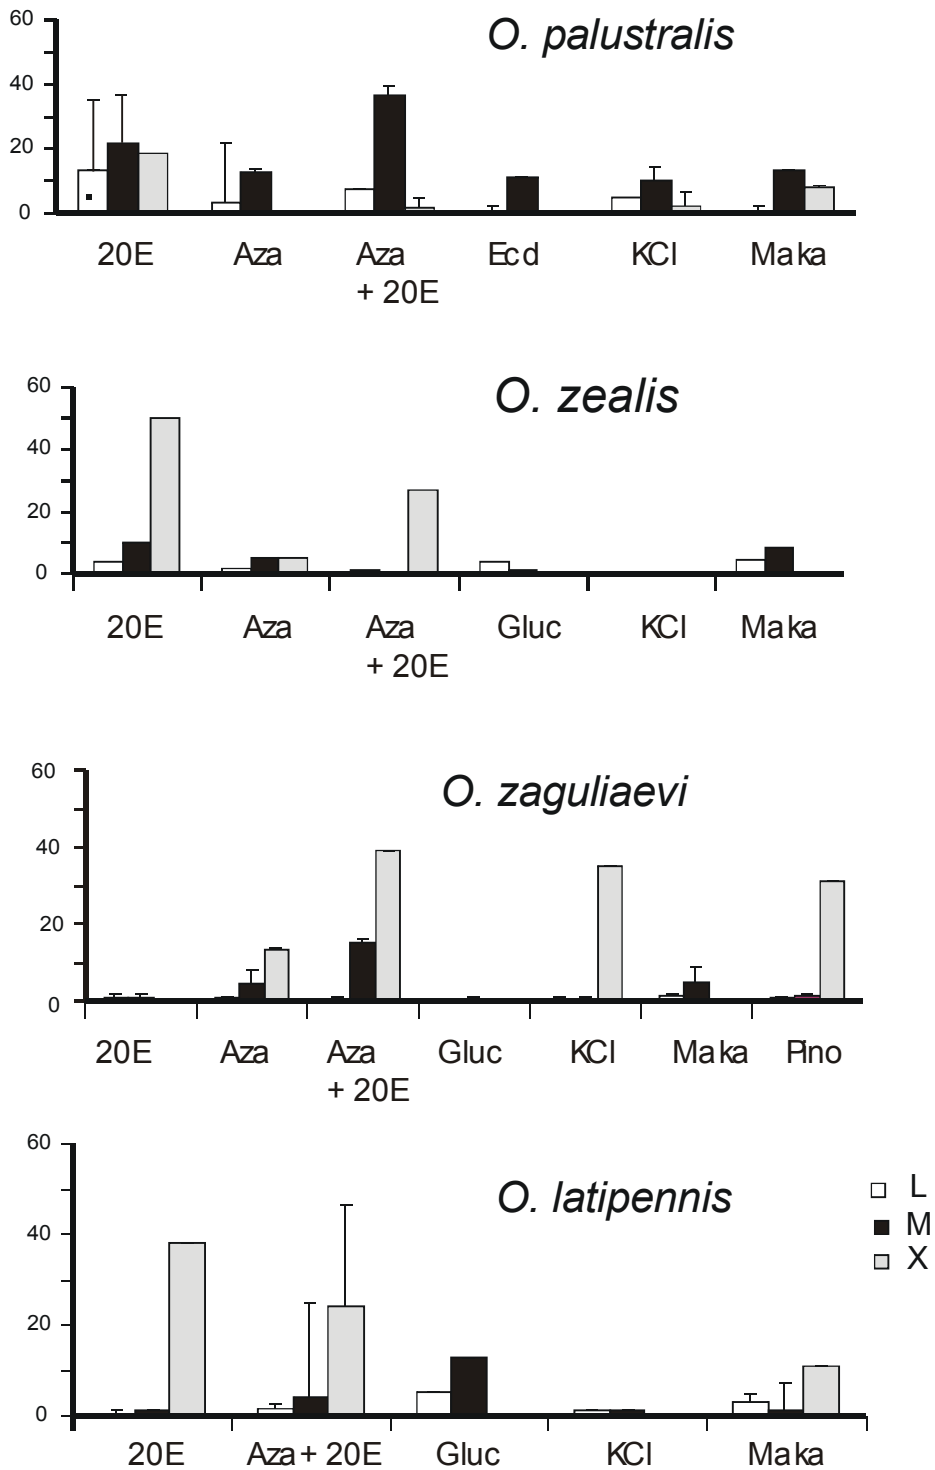 O. palustralis
60
40
20
0
20E Aza Aza Ecd KCl Maka
+ 20E
O. zealis
60
40
20
0
20E Aza Aza Gluc KCl Maka
+ 20E
O. zaguliaevi
60
40
20
0
20E Aza Aza Gluc KCl Maka Pino
+ 20E
O. latipennis
60
40
20
0
20E Aza + 20E Gluc KCl Maka
L
M
X